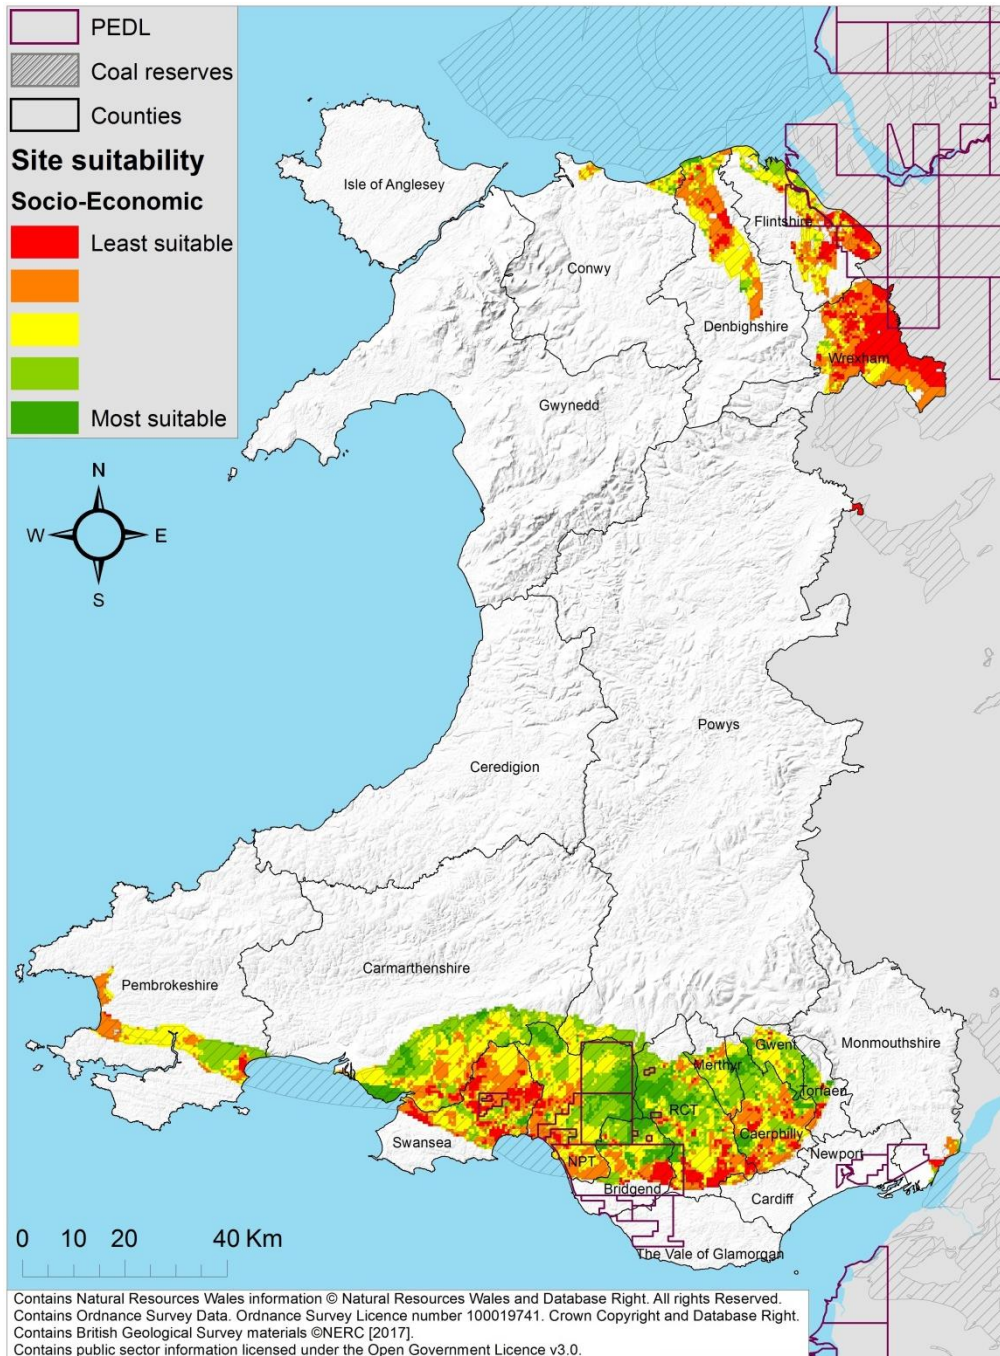 PEDL
Coal reserves
Counties
Site suitability
Socio-Economic
Least suitable
Most suitable
N
W
E
S
Isle of Anglesey
Conwy
Flintshire
Denbighshire
Wrexham
Gwynedd
Powys
Ceredigion
Carmarthenshire
Pembrokeshire
Monmouthshire
Gwent
Merthyr
Torfaen
RCT
Caerphilly
Swansea
Newport
NPT
Bridgend
Cardiff
The Vale of Glamorgan
0 10 20 40 Km
Contains Natural Resources Wales information © Natural Resources Wales and Database Right. All rights Reserved.
Contains Ordnance Survey Data. Ordnance Survey Licence number 100019741. Crown Copyright and Database Right.
Contains British Geological Survey materials ©NERC [2017].
Contains public sector information licensed under the Open Government Licence v3.0.